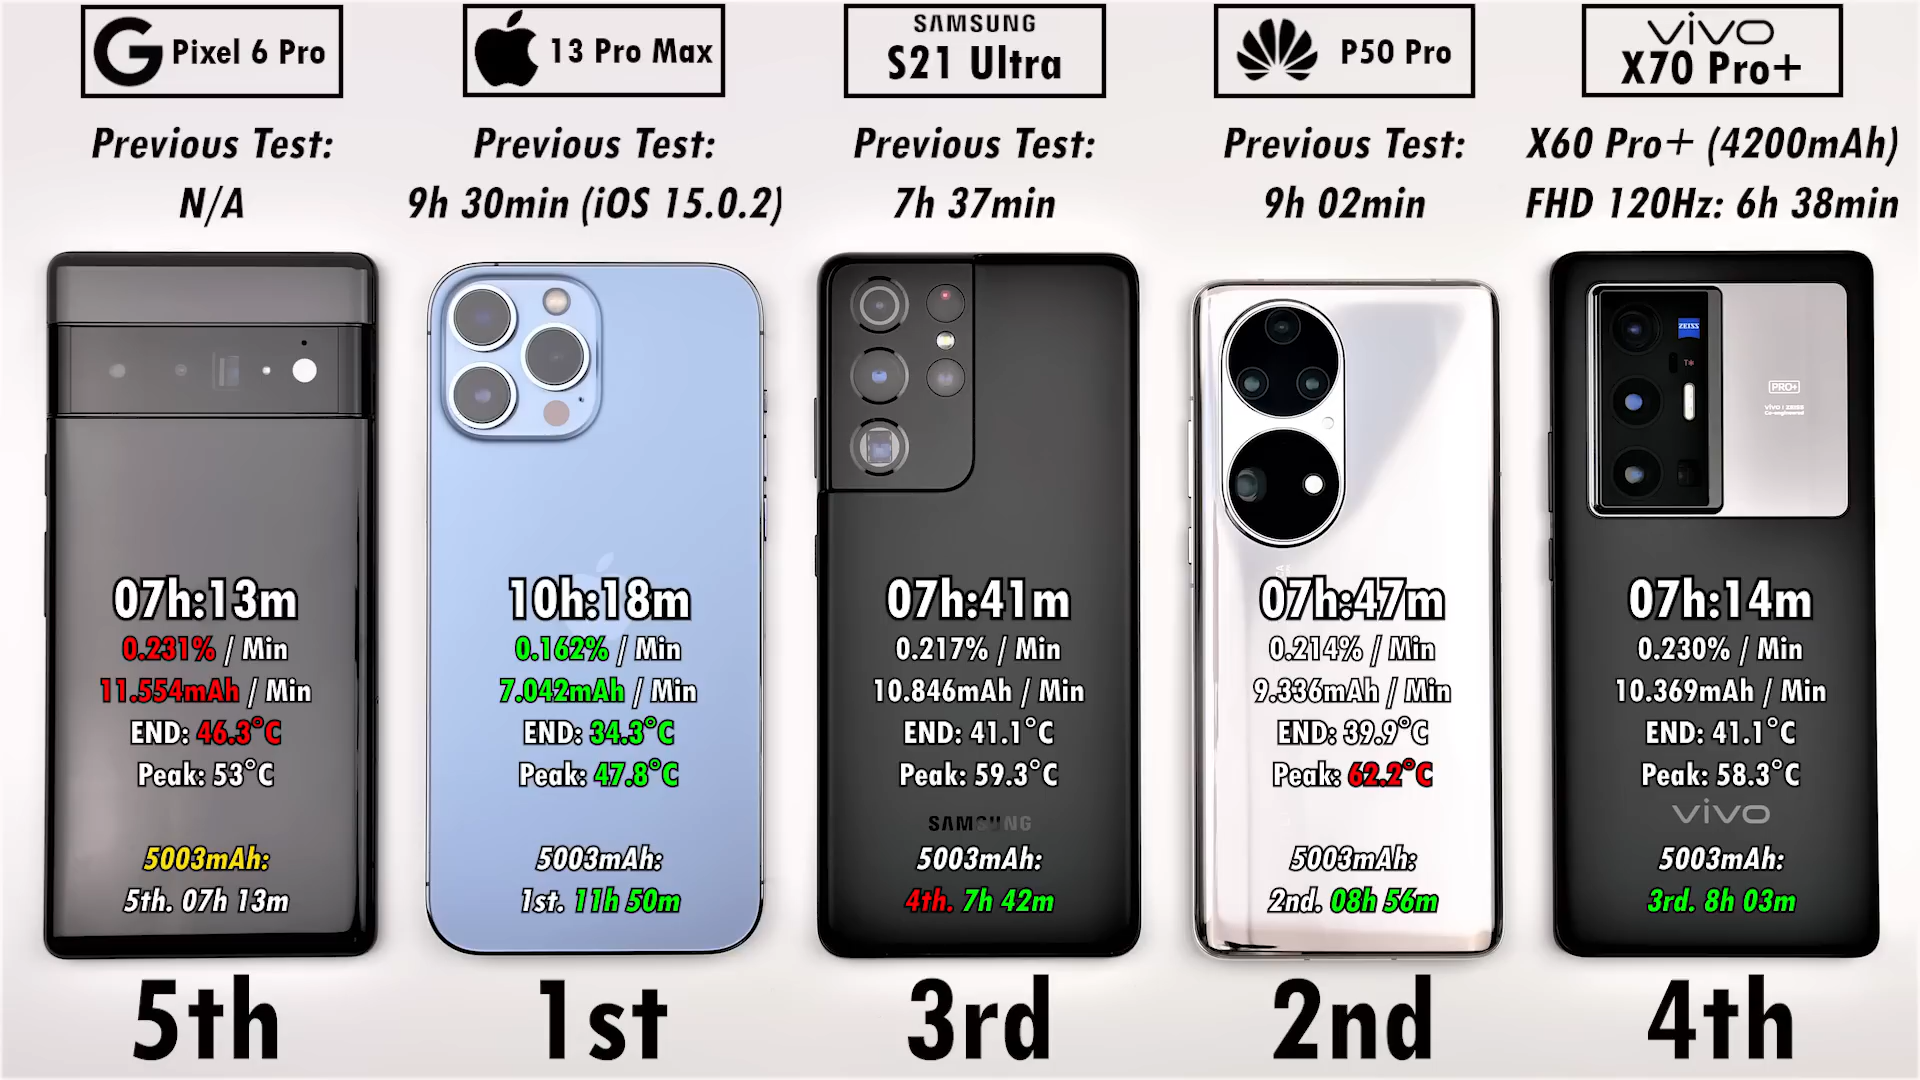 Pixel 6 Pro
13 Pro Max
SAMSUNG
S21 Ultra
P50 Pro
vivo
X70 Pro+
Previous Test:
N/A
Previous Test:
9h 30min (iOS 15.0.2)
Previous Test:
7h 37min
Previous Test:
9h 02min
X60 Pro+ (4200mAh)
FHD 120Hz: 6h 38min
ZEISS
T*
PRO+
vivo | ZEISS
Co-engineered
07h:13m
0.231% / Min
11.554mAh / Min
END: 46.3°C
Peak: 53°C
5003mAh:
5th. 07h 13m
5th
10h:18m
0.162% / Min
7.042mAh / Min
END: 34.3°C
Peak: 47.8°C
5003mAh:
1st. 11h 50m
1st
07h:41m
0.217% / Min
10.846mAh / Min
END: 41.1°C
Peak: 59.3°C
SAMSUNG
5003mAh:
4th. 7h 42m
3rd
07h:47m
0.214% / Min
9.336mAh / Min
END: 39.9°C
Peak: 62.2°C
5003mAh:
2nd. 08h 56m
2nd
07h:14m
0.230% / Min
10.369mAh / Min
END: 41.1°C
Peak: 58.3°C
vivo
5003mAh:
3rd. 8h 03m
4th